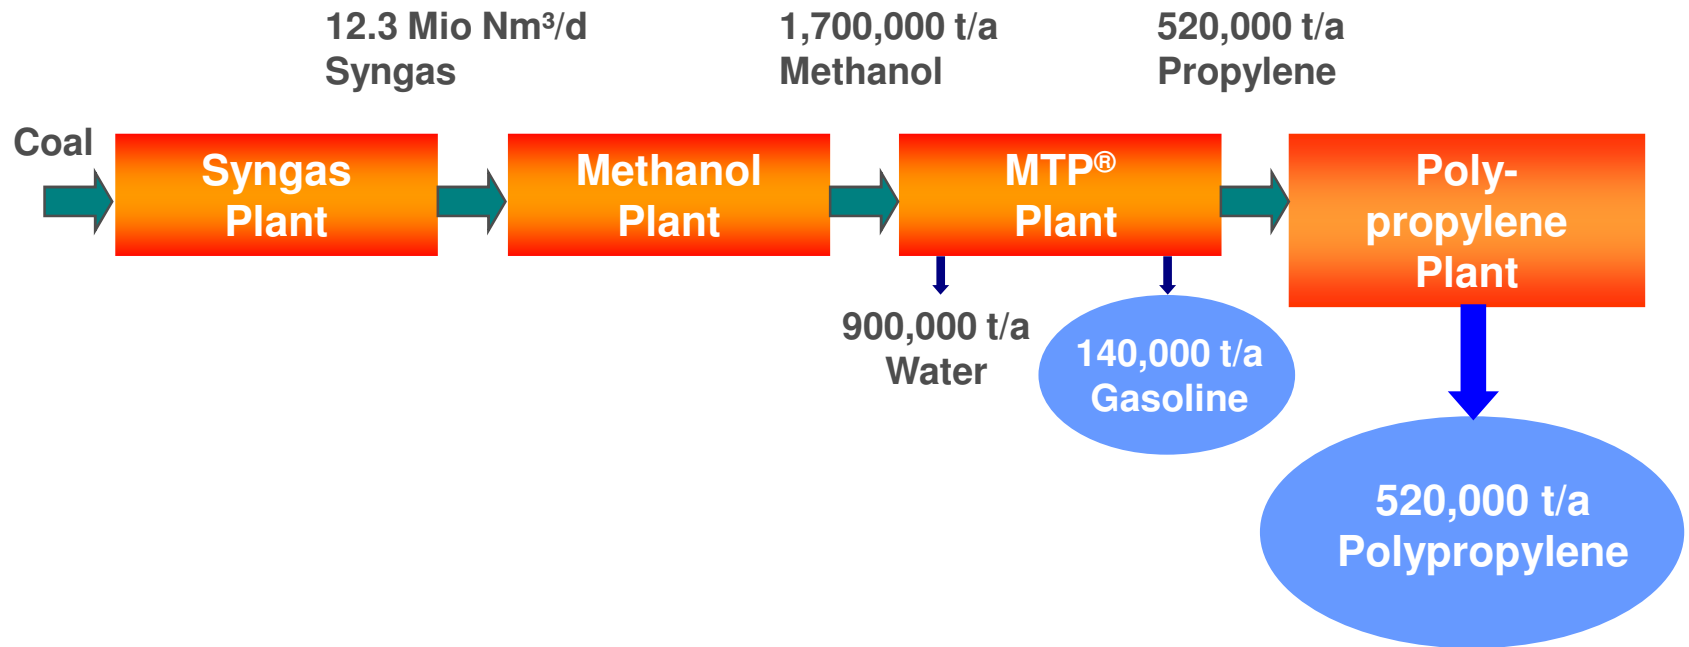 12.3 Mio Nm³/d
Syngas
1,700,000 t/a
Methanol
520,000 t/a
Propylene
Coal
Syngas
Plant
Methanol
Plant
MTP®
Plant
Poly-
propylene
Plant
900,000 t/a
Water
140,000 t/a
Gasoline
520,000 t/a
Polypropylene